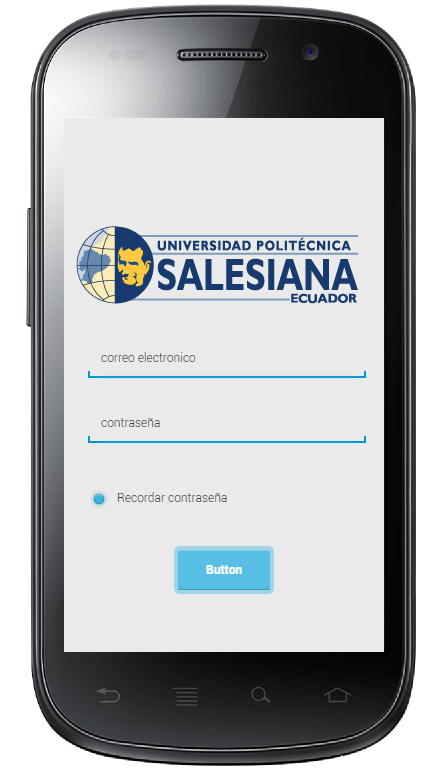 UNIVERSIDAD POLITÉCNICA
SALESIANA
ECUADOR
correo electronico
contraseña
Recordar contraseña
Button